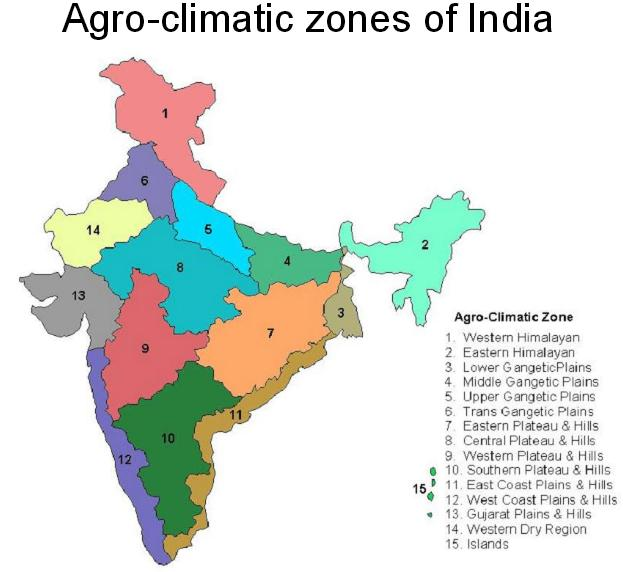 Agro-climatic zones of India
1
6
14
5
2
4
8
13
3
7
9
11
10
12
15
Agro-Climatic Zone
1. Western Himalayan
2. Eastern Himalayan
3. Lower GangeticPlains
4. Middle Gangetic Plains
5. Upper Gangetic Plains
6. Trans Gangetic Plains
7. Eastern Plateau & Hills
8. Central Plateau & Hills
9. Western Plateau & Hills
10. Southern Plateau & Hills
11. East Coast Plains & Hills
12. West Coast Plains & Hills
13. Gujarat Plains & Hills
14. Western Dry Region
15. Islands